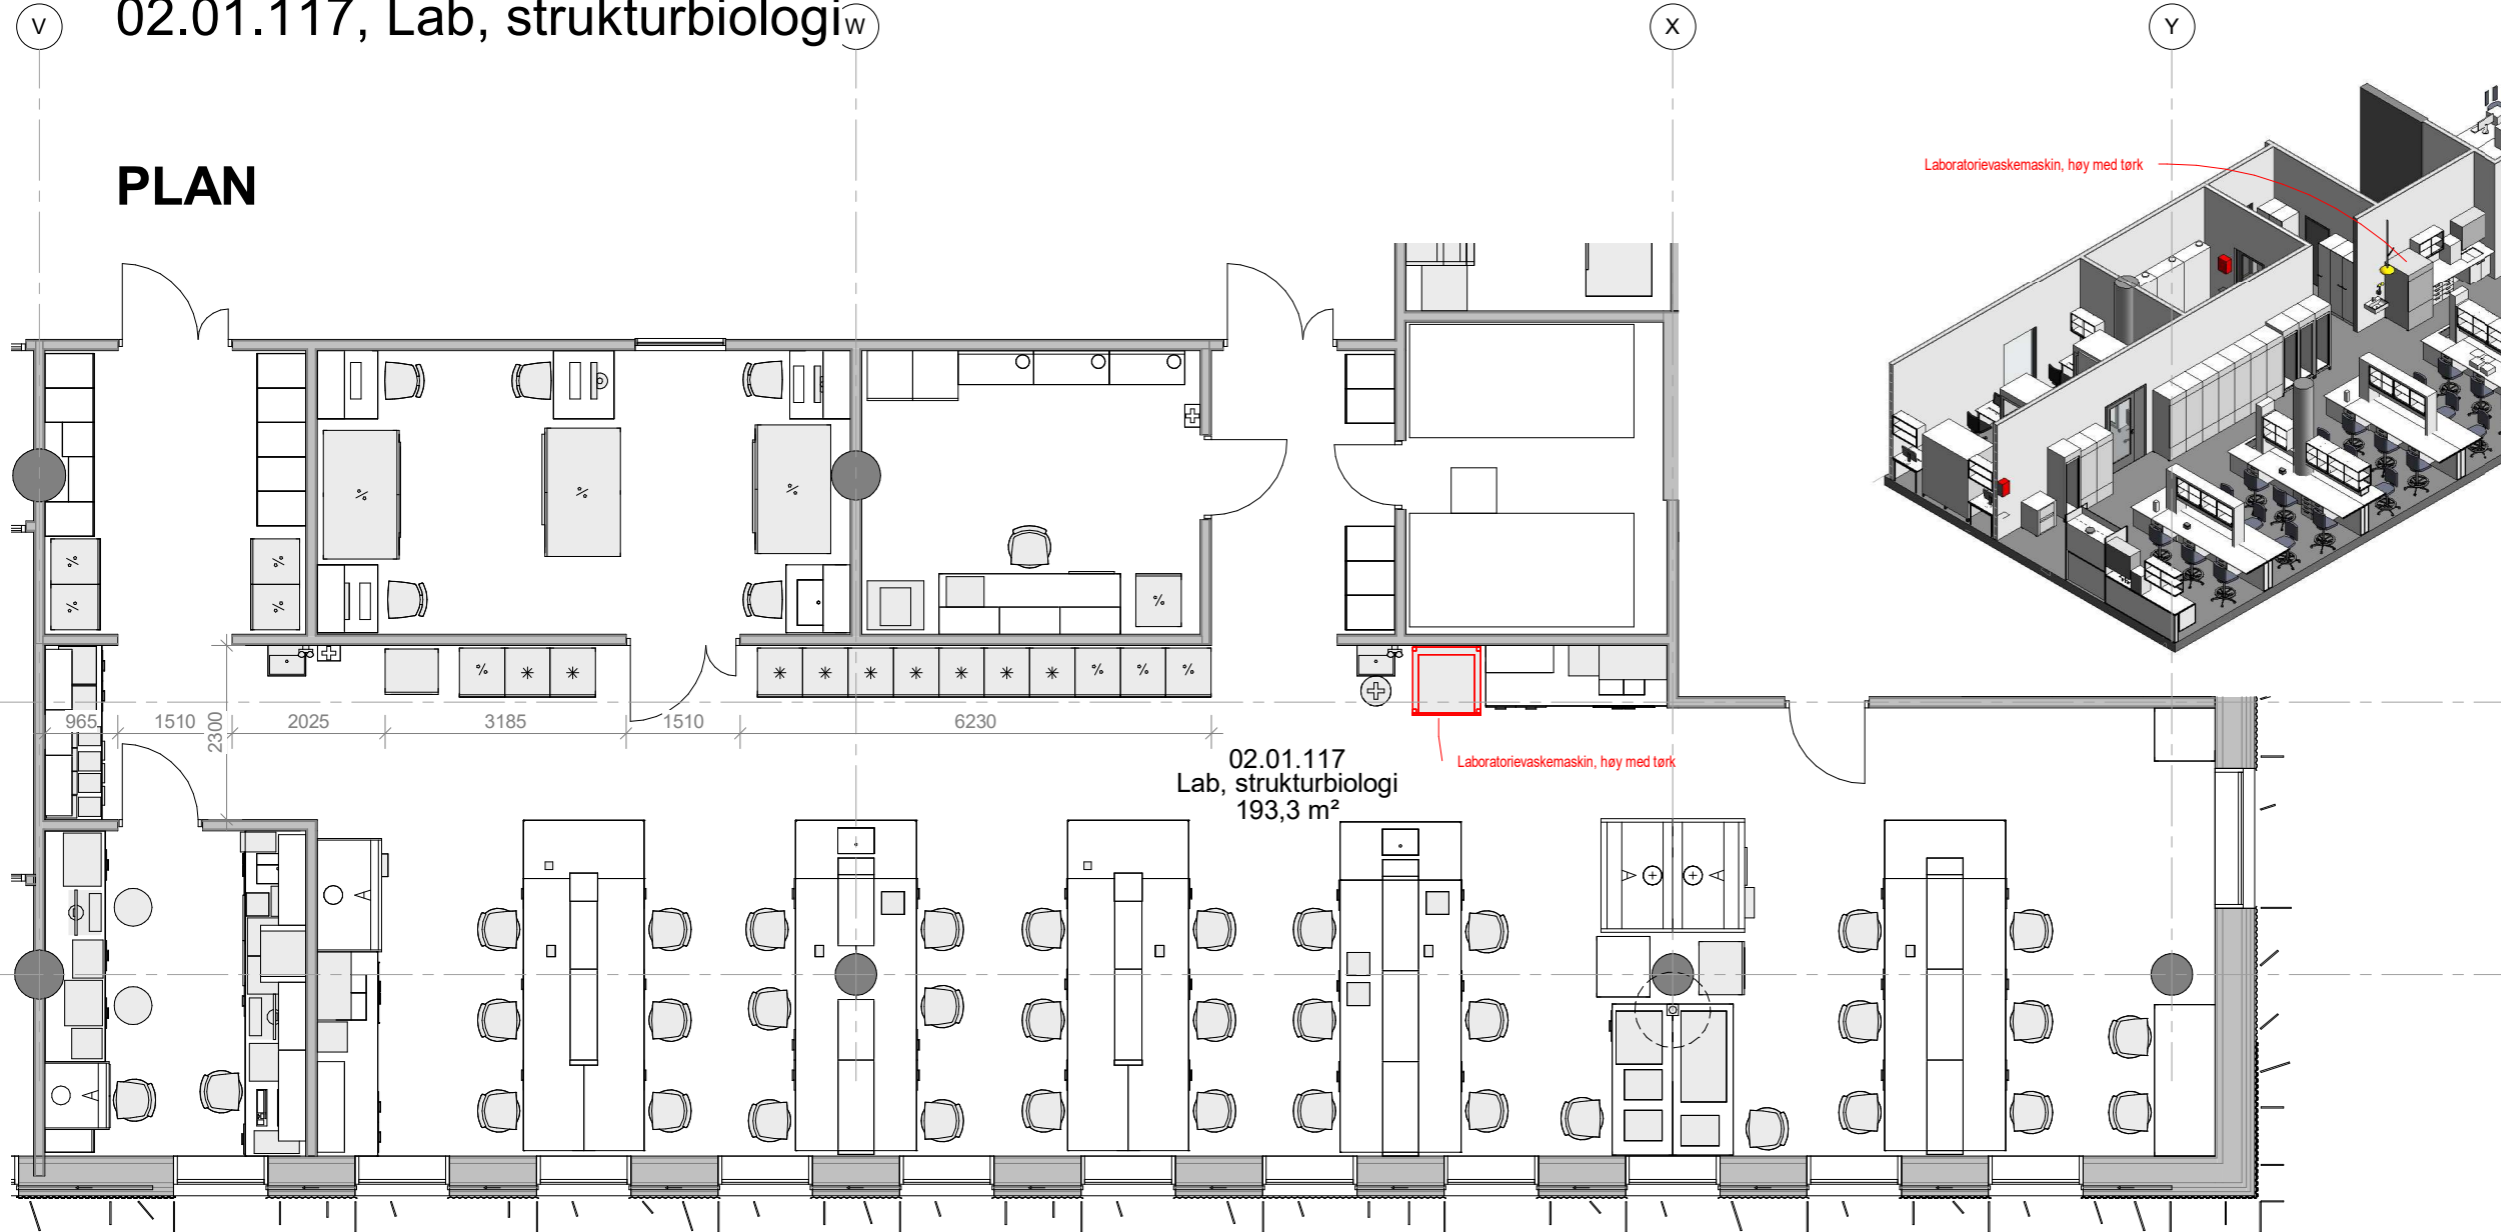 02.01.117, Lab, strukturbiologi
V
W
X
Y
PLAN
Laboratorievaskemaskin, høy med tørk
965
1510
2025
3185
1510
6230
2300
02.01.117
Lab, strukturbiologi
193,3 m²
Laboratorievaskemaskin, høy med tørk